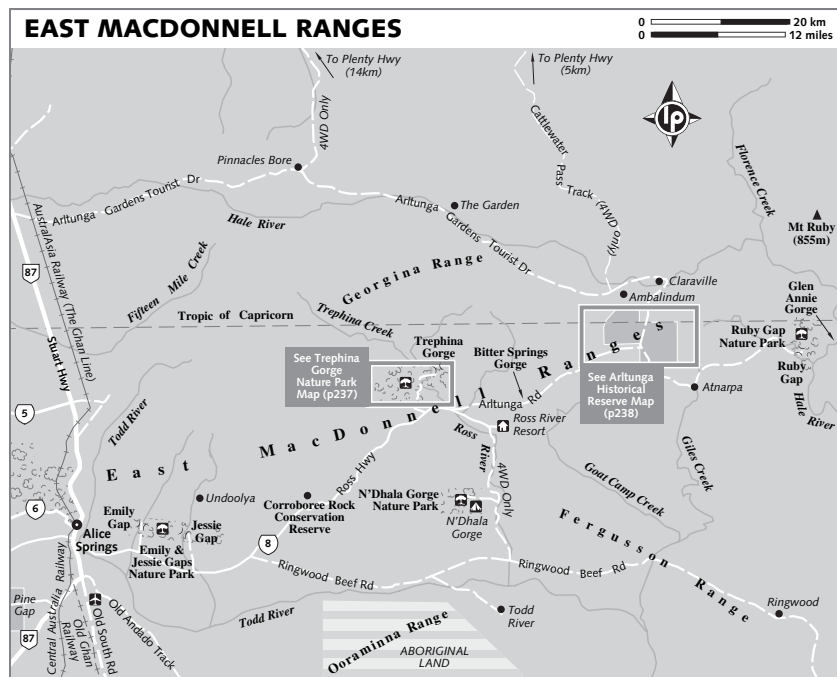 EAST MACDONNELL RANGES
0 20 km
0 12 miles
To Plenty Hwy
(14km)
To Plenty Hwy
(5km)
lp
4WD Only
Cattlewater Pass Track (4WD only)
Florence Creek
Pinnacles Bore
Arltunga Gardens Tourist Dr
The Garden
Arltunga Gardens Tourist Dr
Hale River
Mt Ruby
(855m)
AustralAsia Railway (The Ghan Line)
87
Fifteen Mile Creek
Georgina Range
Claraville
Ambalindum
Glen
Annie
Gorge
Tropic of Capricorn
Trephina Creek
Stuart Hwy
See Trephina
Gorge
Nature Park
Map (p237)
Trephina
Gorge
Bitter Springs
Gorge
Ruby Gap
Nature Park
Ruby
Gap
Hale River
See Arltunga
Historical
Reserve Map
(p238)
Atnarpa
Arltunga Rd
Ross River
Resort
5
Todd River
East MacDonnell Ranges
Ross River
Ross Hwy
4WD Only
Giles Creek
Goat Camp Creek
6
Emily
Gap
Undoolya
Jessie
Gap
Corroboree Rock
Conservation
Reserve
N'Dhala Gorge
Nature Park
N'Dhala
Gorge
Alice
Springs
Emily &
Jessie Gaps
Nature Park
8
Fergusson Range
Ringwood Beef Rd
Ringwood Beef Rd
Pine
Gap
Todd River
Todd
River
Ringwood
87
Central Australia Railway
Old Ghan
Railway
Old South Rd
Old Andado Track
Ooraminna Range
ABORIGINAL
LAND